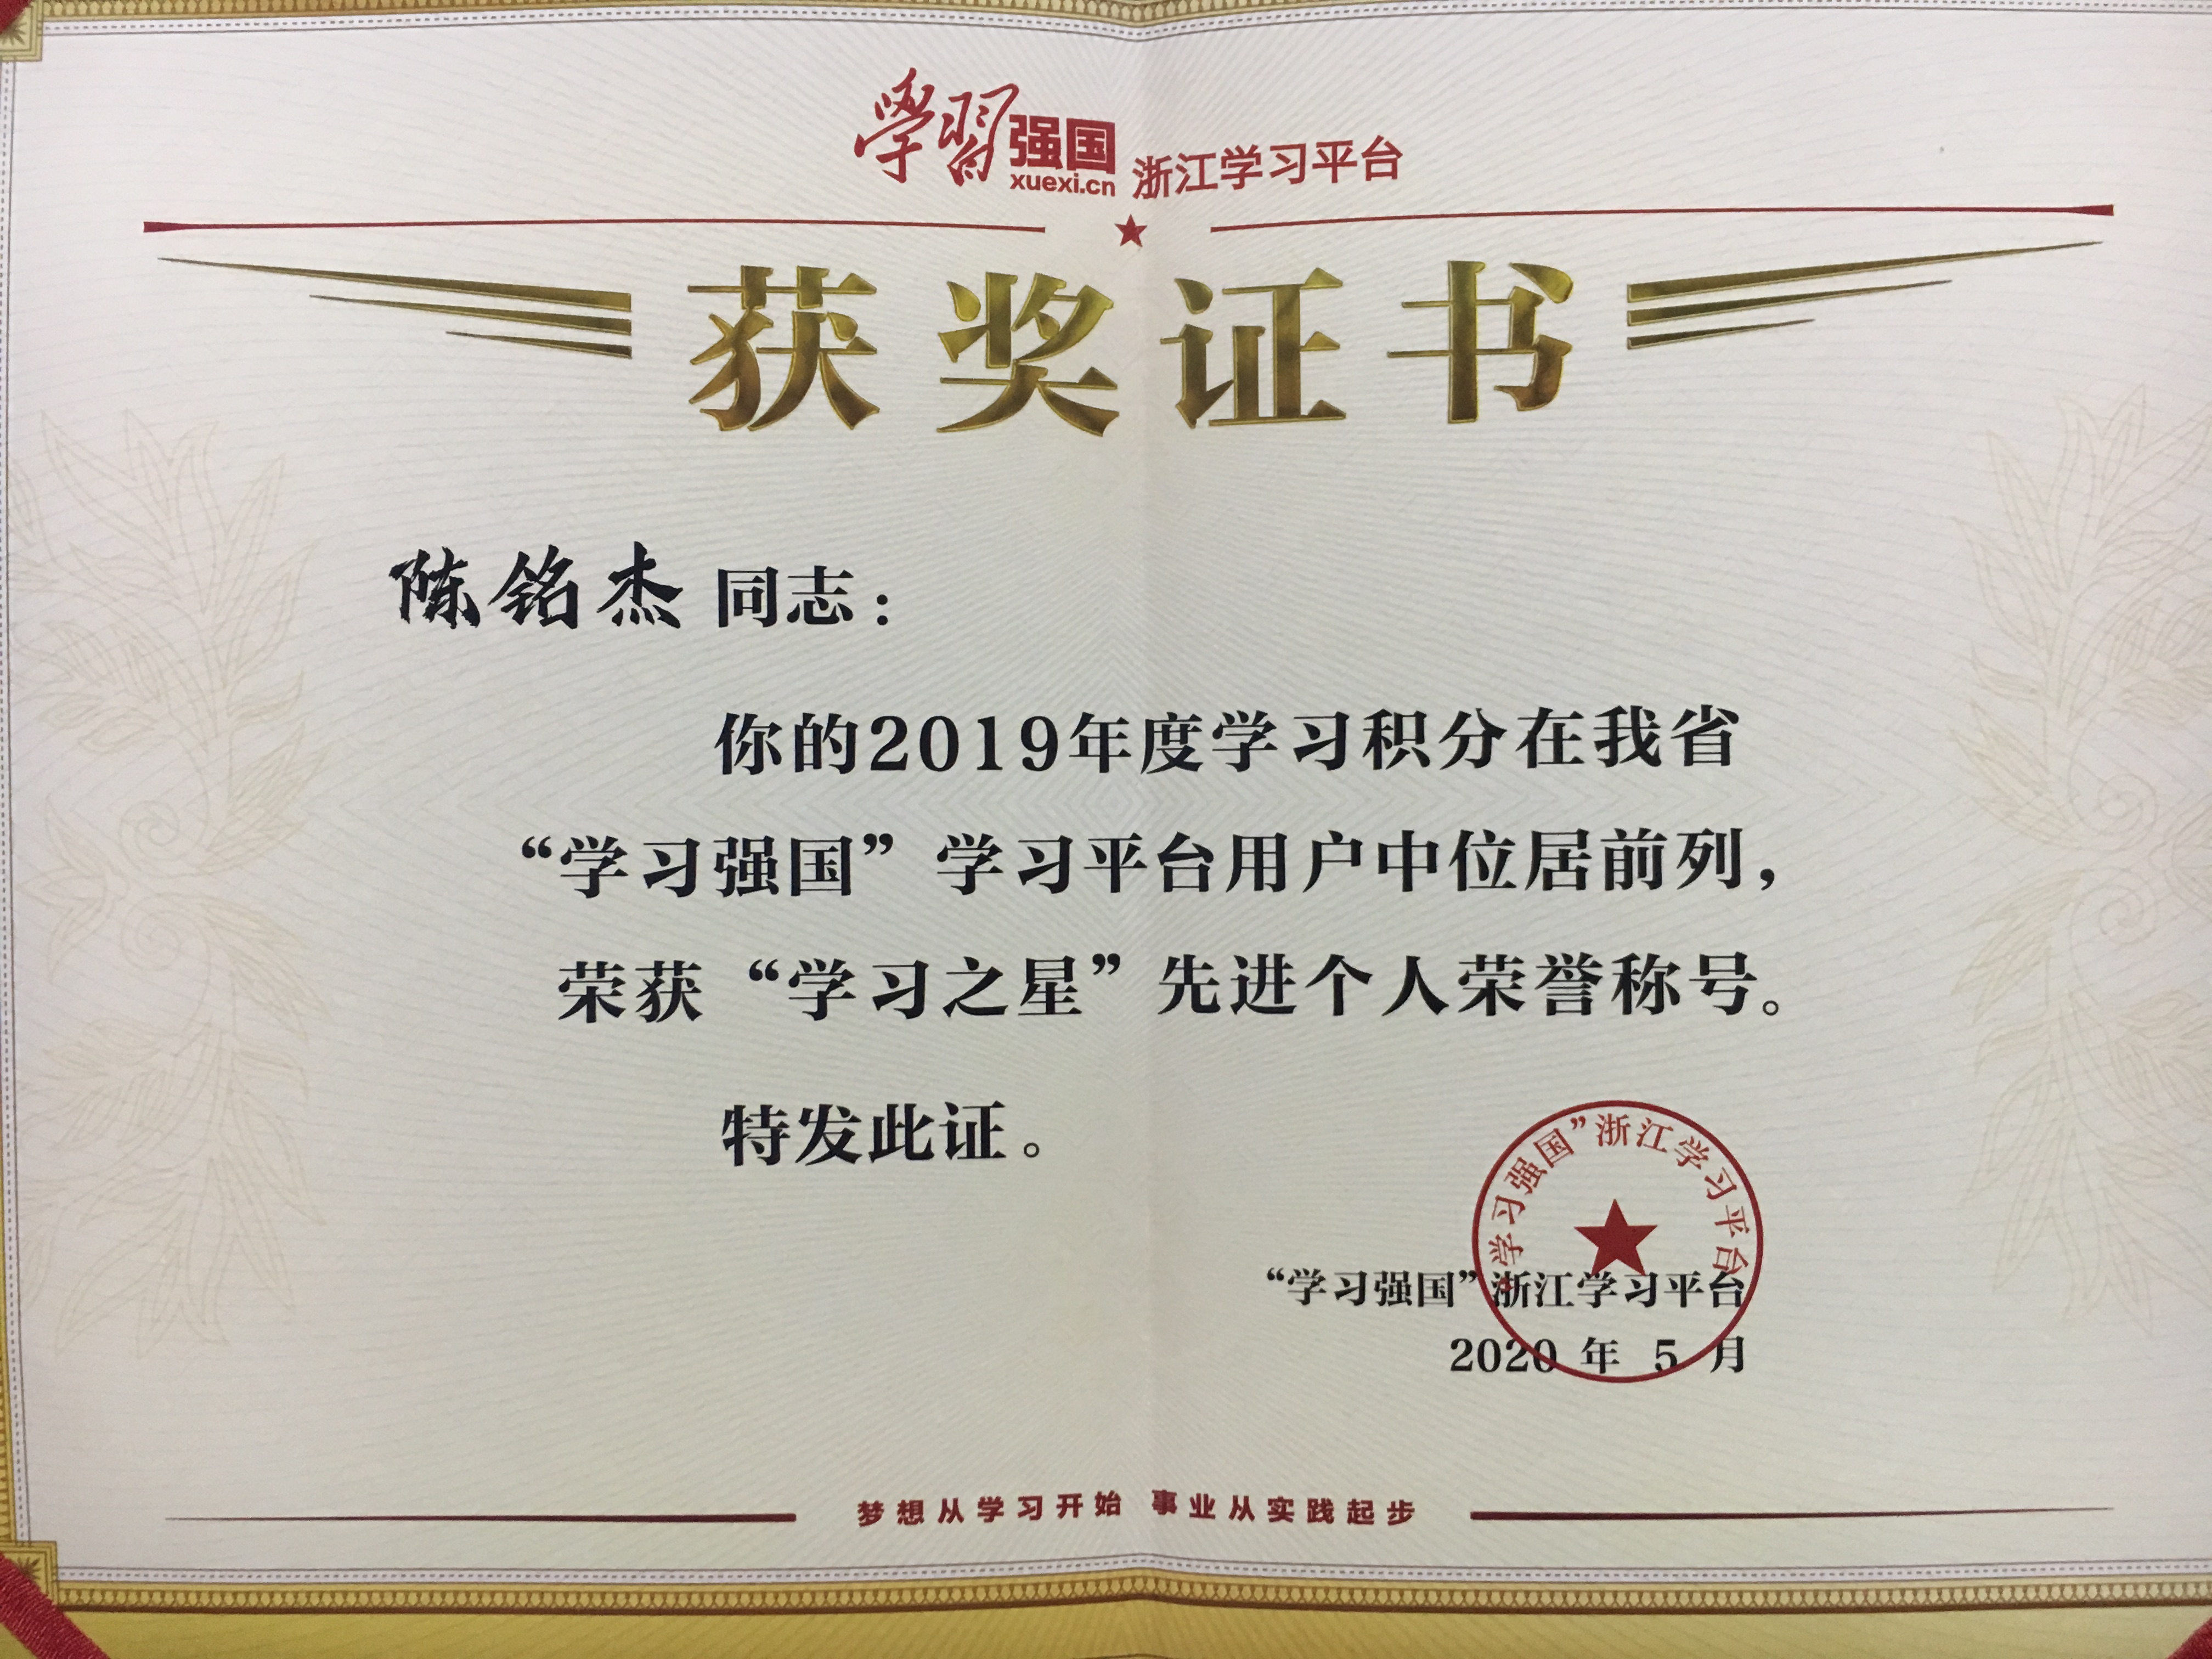 學習强国 xuexi.cn 浙江学习平台
获奖证书
陈铭杰 同志：
你的2019年度学习积分在我省
“学习强国”学习平台用户中位居前列，
荣获“学习之星”先进个人荣誉称号。
特发此证。
“学习强国”浙江学习平台
“学习强国”浙江学习平台
2020 年 5 月
梦想从学习开始 事业从实践起步